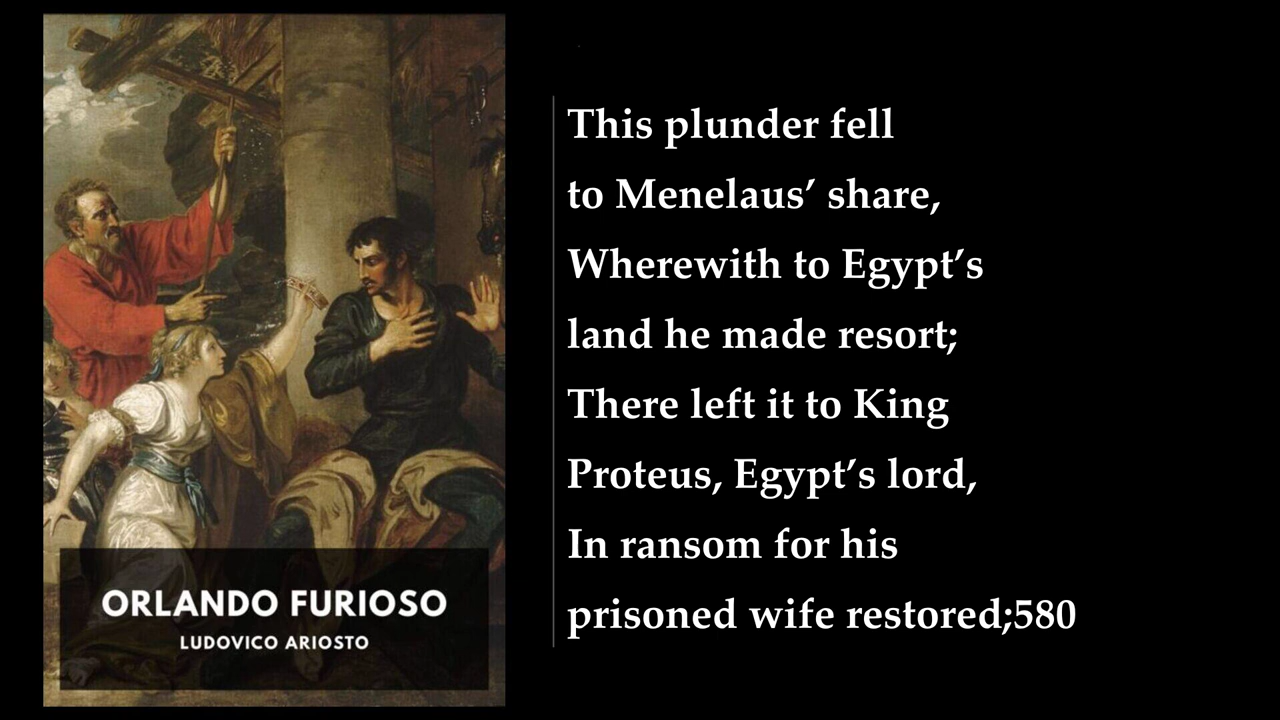 ORLANDO FURIOSO
LUDOVICO ARIOSTO
This plunder fell
to Menelaus’ share,
Wherewith to Egypt’s
land he made resort;
There left it to King
Proteus, Egypt’s lord,
In ransom for his
prisoned wife restored;580